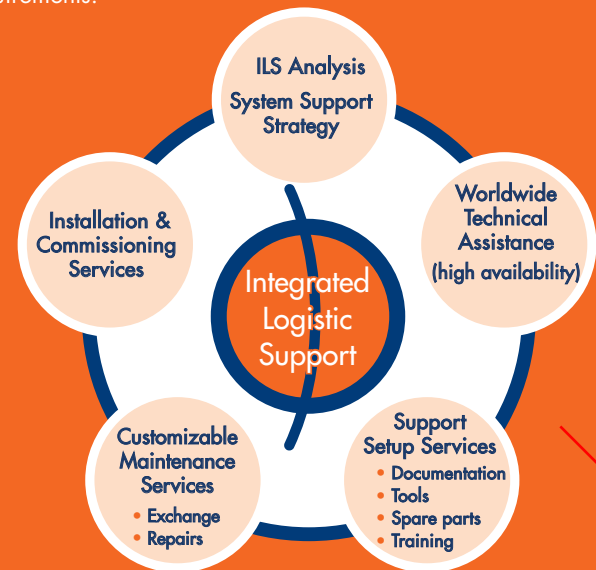 ILS Analysis
System Support
Strategy
Worldwide
Technical
Assistance
(high availability)
Installation &
Commissioning
Services
Integrated
Logistic
Support
Customizable
Maintenance
Services
• Exchange
• Repairs
Support
Setup Services
• Documentation
• Tools
• Spare parts
• Training